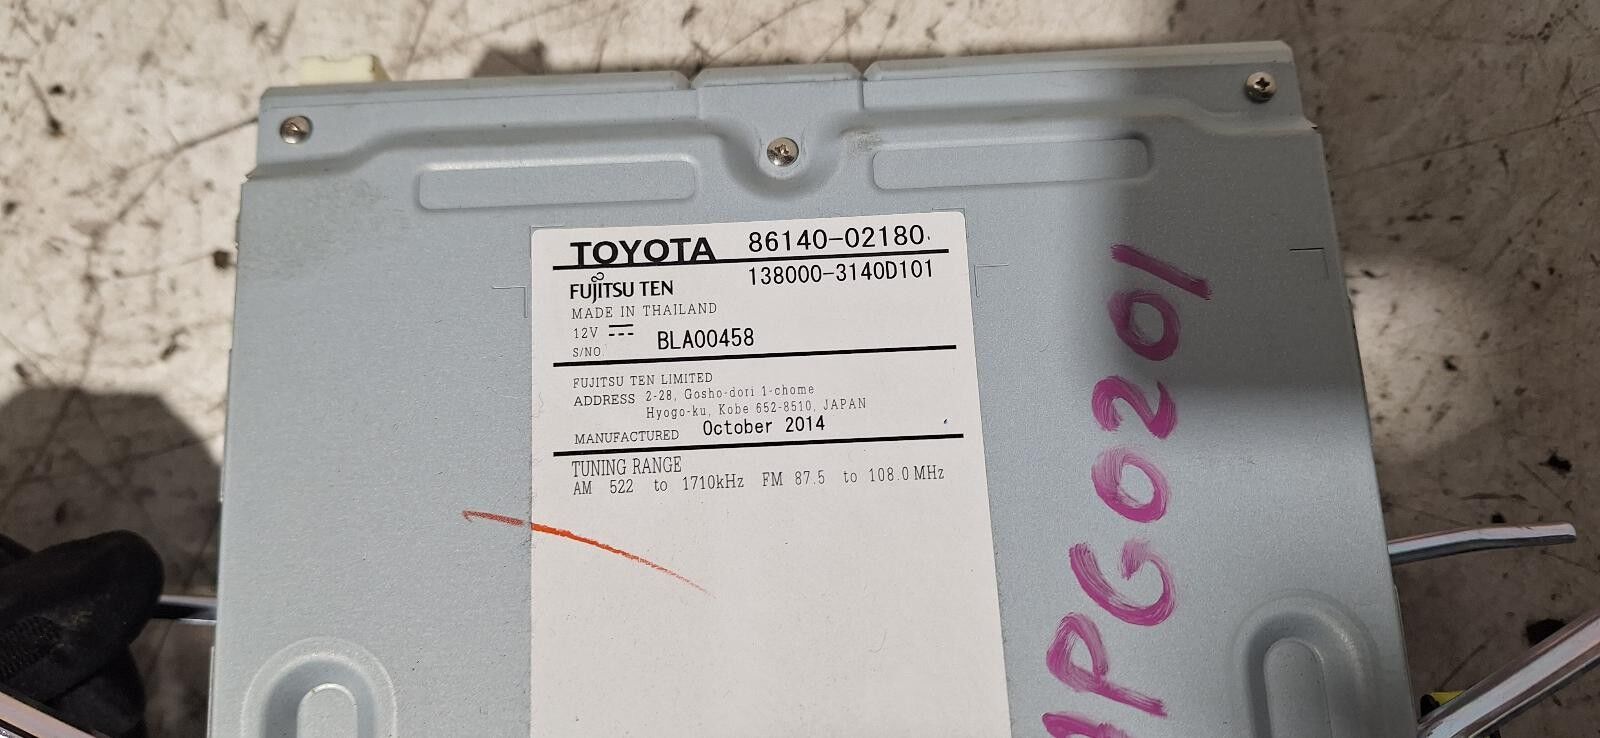 TOYOTA 86140-02180
FUJITSU TEN 138000-3140D101
MADE IN THAILAND
12V
S/NO. BLA00458
FUJITSU TEN LIMITED
ADDRESS 2-28, Gosho-dori 1-chome
Hyogo-ku, Kobe 652-8510, JAPAN
MANUFACTURED October 2014
TUNING RANGE
AM 522 to 1710kHz FM 87.5 to 108.0 MHz